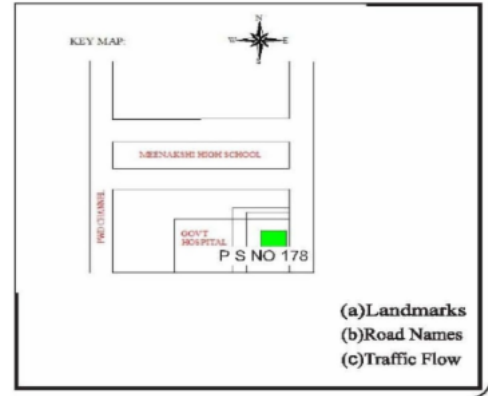 N
KEY MAP:
W E
S
MEENAKSHI HIGH SCHOOL
PWD CHANNEL
GOVT
HOSPITAL
P S NO 178
(a)Landmarks
(b)Road Names
(c)Traffic Flow